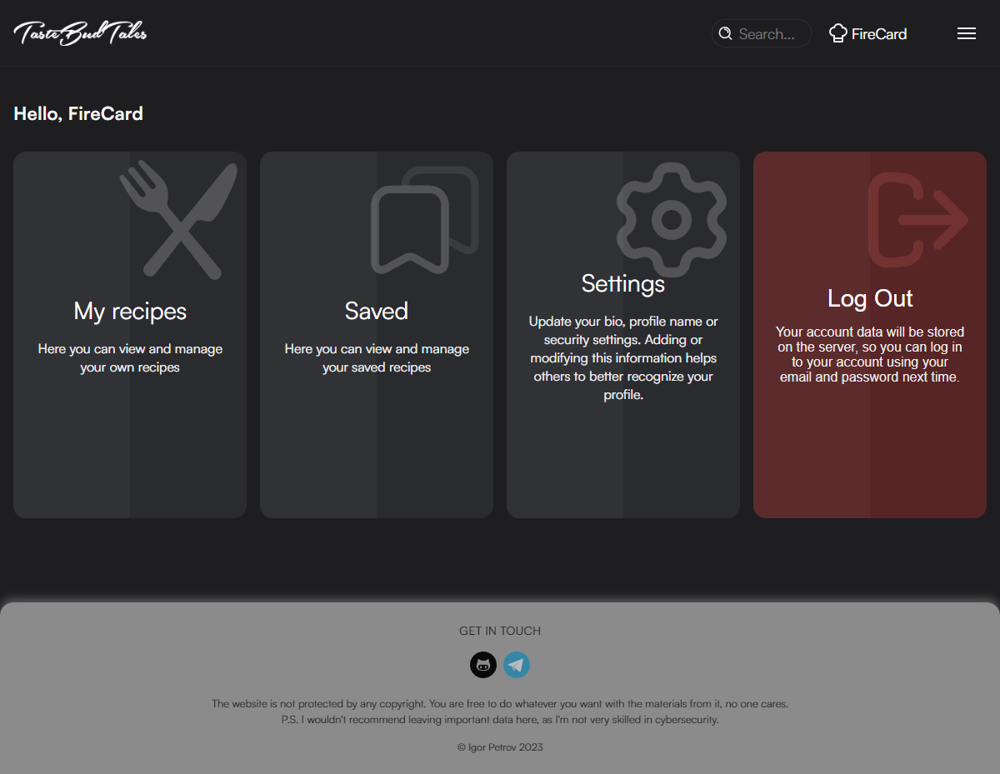 TasteBudTales
Search...
FireCard
Hello, FireCard
My recipes
Here you can view and manage
your own recipes
Saved
Here you can view and manage
your saved recipes
Settings
Update your bio, profile name or
security settings. Adding or
modifying this information helps
others to better recognize your
profile.
Log Out
Your account data will be stored
on the server, so you can log in
to your account using your
email and password next time.
GET IN TOUCH
The website is not protected by any copyright. You are free to do whatever you want with the materials from it, no one cares.
P.S. I wouldn't recommend leaving important data here, as I'm not very skilled in cybersecurity.
© Igor Petrov 2023